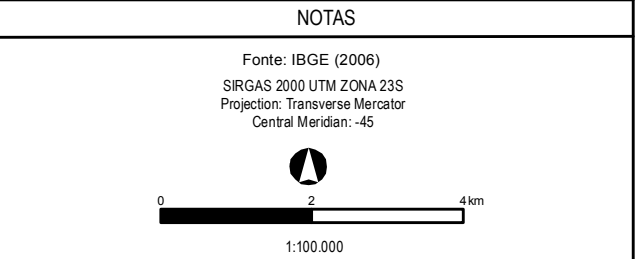 NOTAS
Fonte: IBGE (2006)
SIRGAS 2000 UTM ZONA 23S
Projection: Transverse Mercator
Central Meridian: -45
0 2 4 km
1:100.000